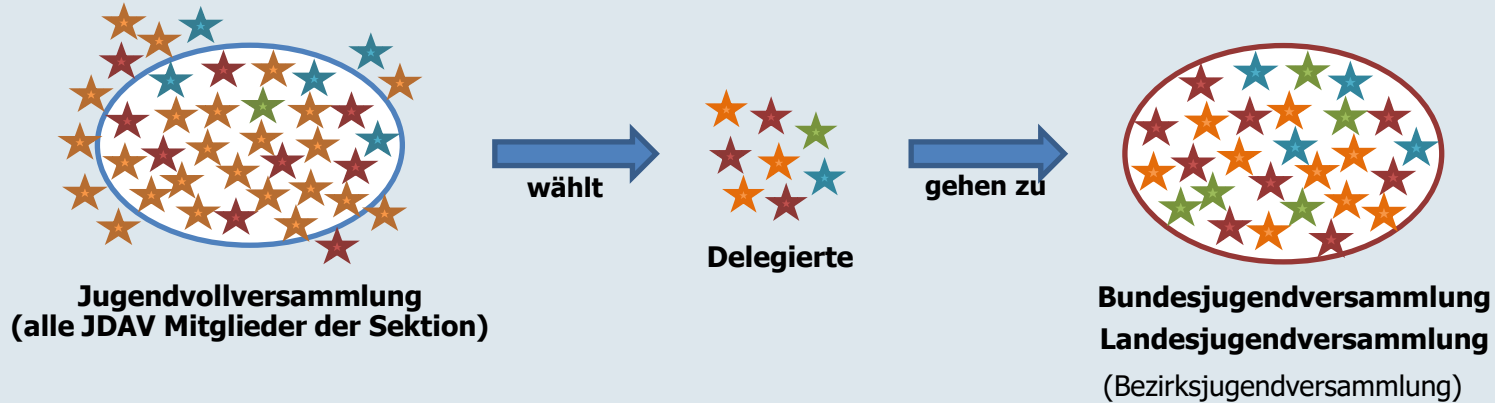 Jugendvollversammlung
(alle JDAV Mitglieder der Sektion)
wählt
Delegierte
gehen zu
Bundesjugendversammlung
Landesjugendversammlung
(Bezirksjugendversammlung)